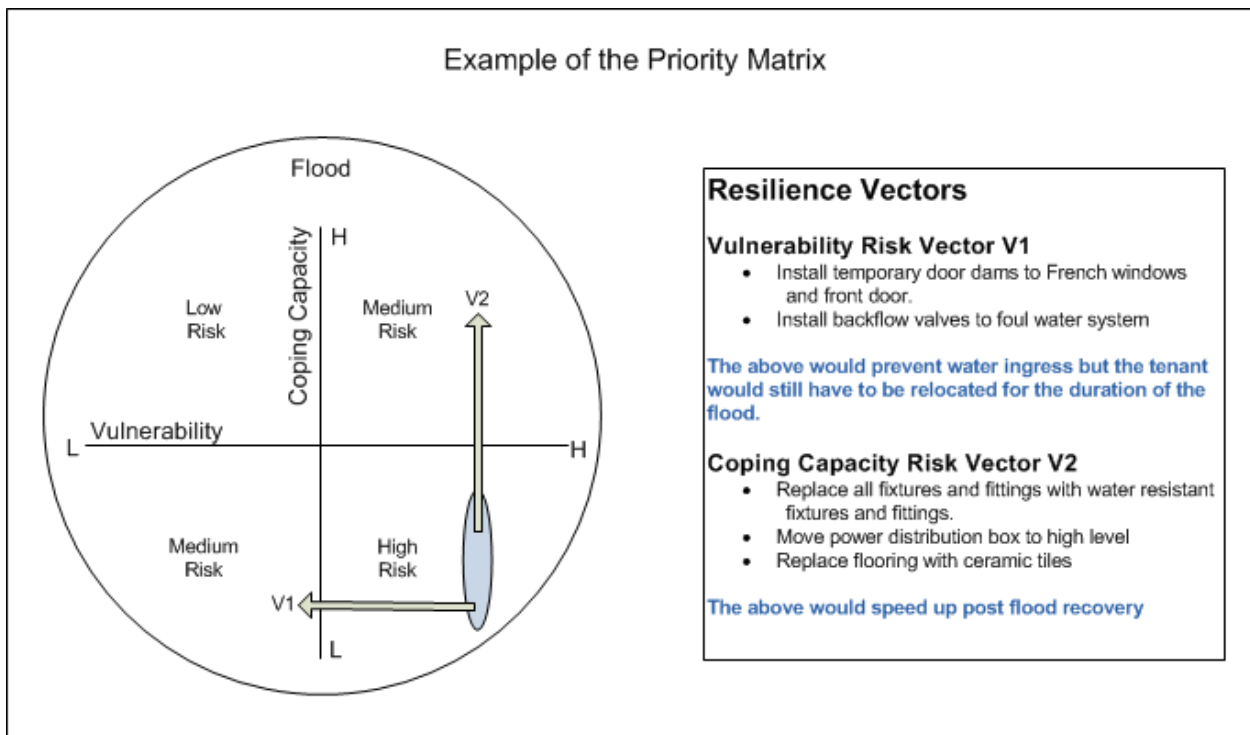 Example of the Priority Matrix
Flood
H
Coping Capacity
Low
Risk
Medium
Risk
V2
Vulnerability
L
H
Medium
Risk
High
Risk
V1
L
Resilience Vectors
Vulnerability Risk Vector V1
• Install temporary door dams to French windows
and front door.
• Install backflow valves to foul water system
The above would prevent water ingress but the tenant
would still have to be relocated for the duration of the
flood.
Coping Capacity Risk Vector V2
• Replace all fixtures and fittings with water resistant
fixtures and fittings.
• Move power distribution box to high level
• Replace flooring with ceramic tiles
The above would speed up post flood recovery